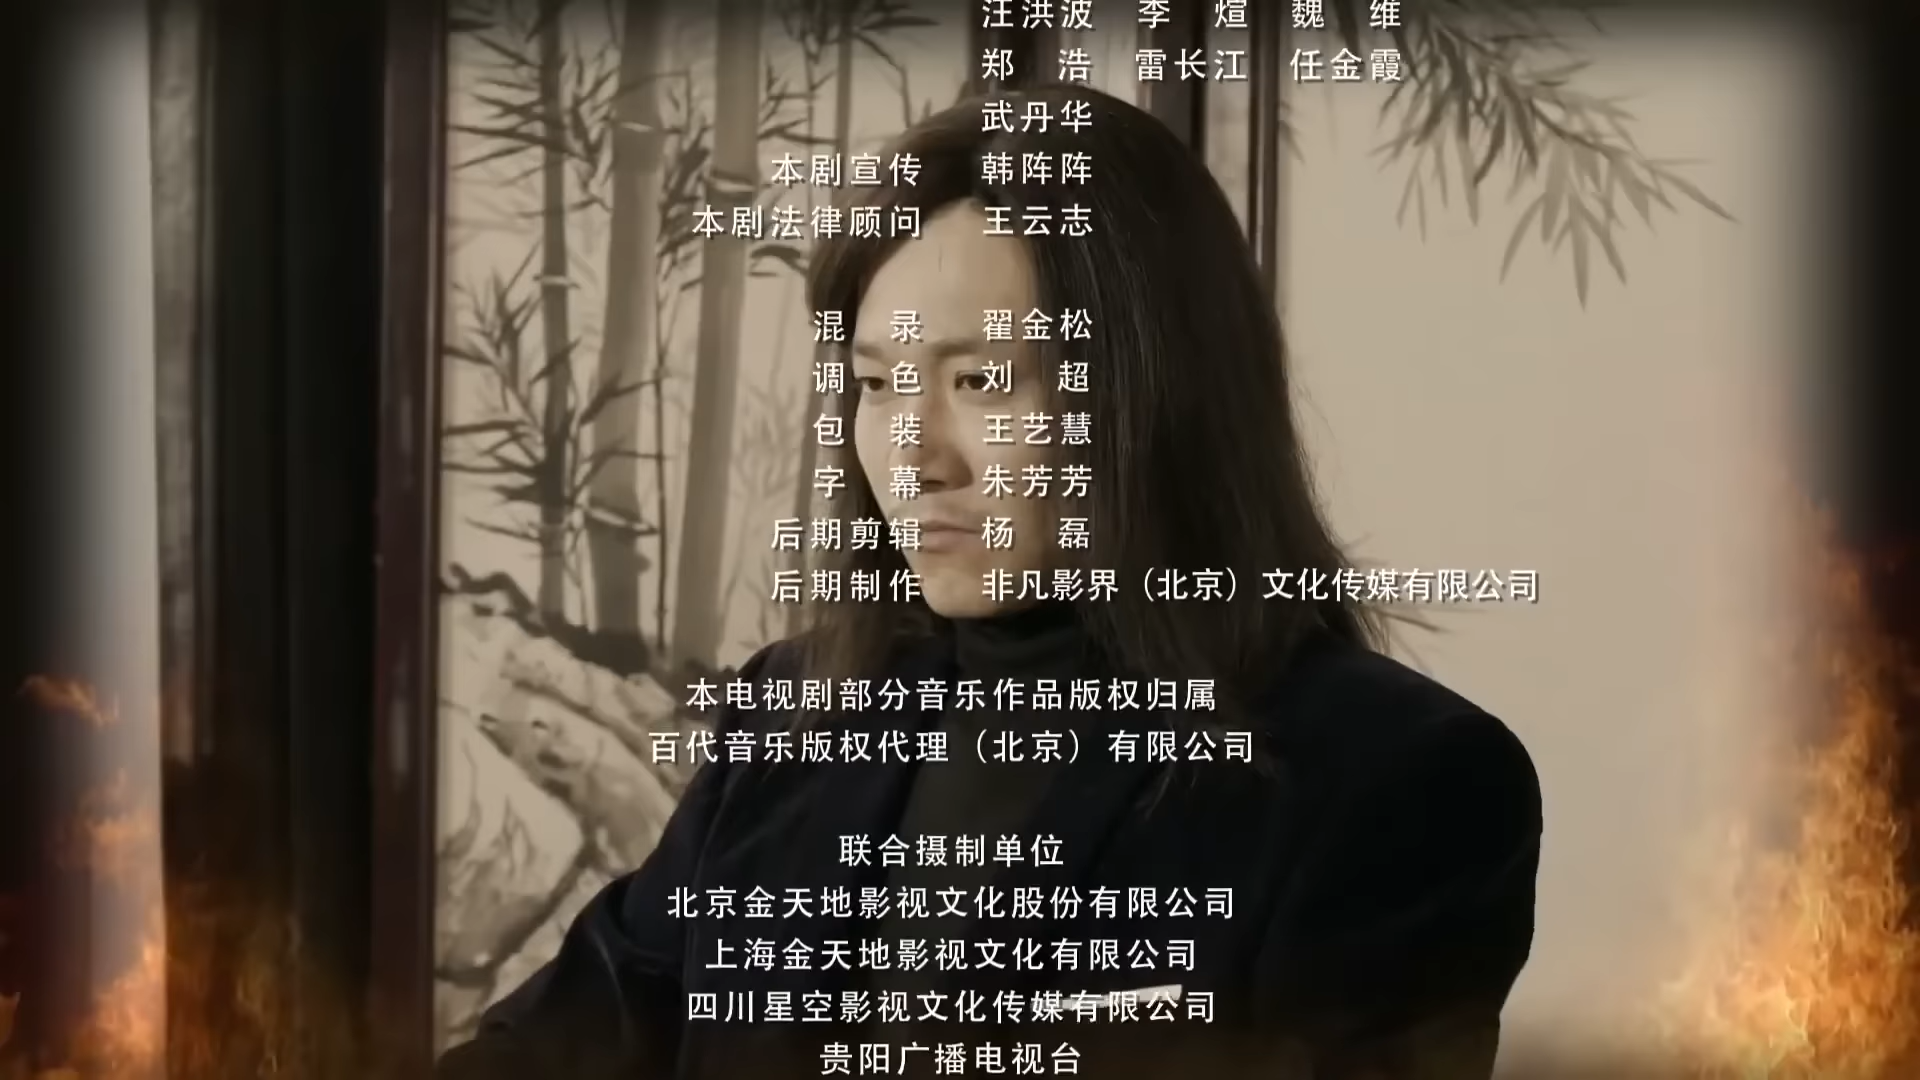 汪洪波 李煊 魏维
郑浩 雷长江 任金霞
武丹华
本剧宣传 韩阵阵
本剧法律顾问 王云志
混录 翟金松
调色 刘超
包装 王艺慧
字幕 朱芳芳
后期剪辑 杨磊
后期制作 非凡影界（北京）文化传媒有限公司
本电视剧部分音乐作品版权归属
百代音乐版权代理（北京）有限公司
联合摄制单位
北京金天地影视文化股份有限公司
上海金天地影视文化有限公司
四川星空影视文化传媒有限公司
贵阳广播电视台